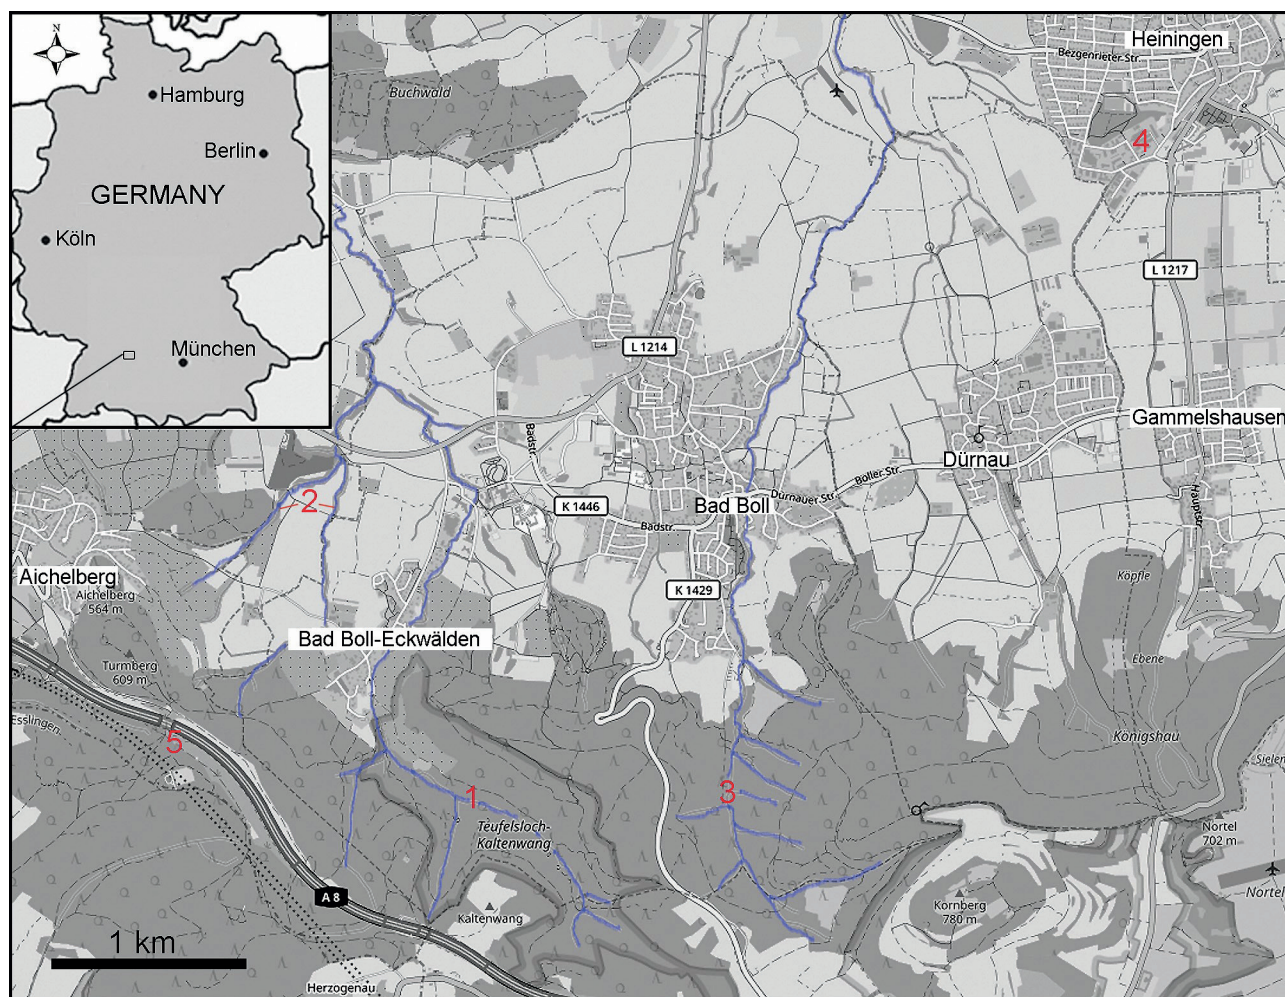 N
Hamburg
Berlin
GERMANY
Köln
München
Buchwald
Heiningen
Bezgenrieter-Str.
4
L 1217
L 1214
Gammelshausen
Dürnau
Boller Str.
Dürnauer Str.
Bad Boll
Badstr.
K 1446
Badstr.
Hauptstr.
2
K 1429
Aichelberg
Aichelberg
564 m
Köpfle
Bad Boll-Eckwälden
Turmberg
609 m
Ebene
Esslingen
5
Königshau
Sielen
1
3
Teufelsloch-
Kaltenwang
Nortel
702 m
A 8
Kaltenwang
Kornberg
780 m
Nortel
1 km
Herzogenau